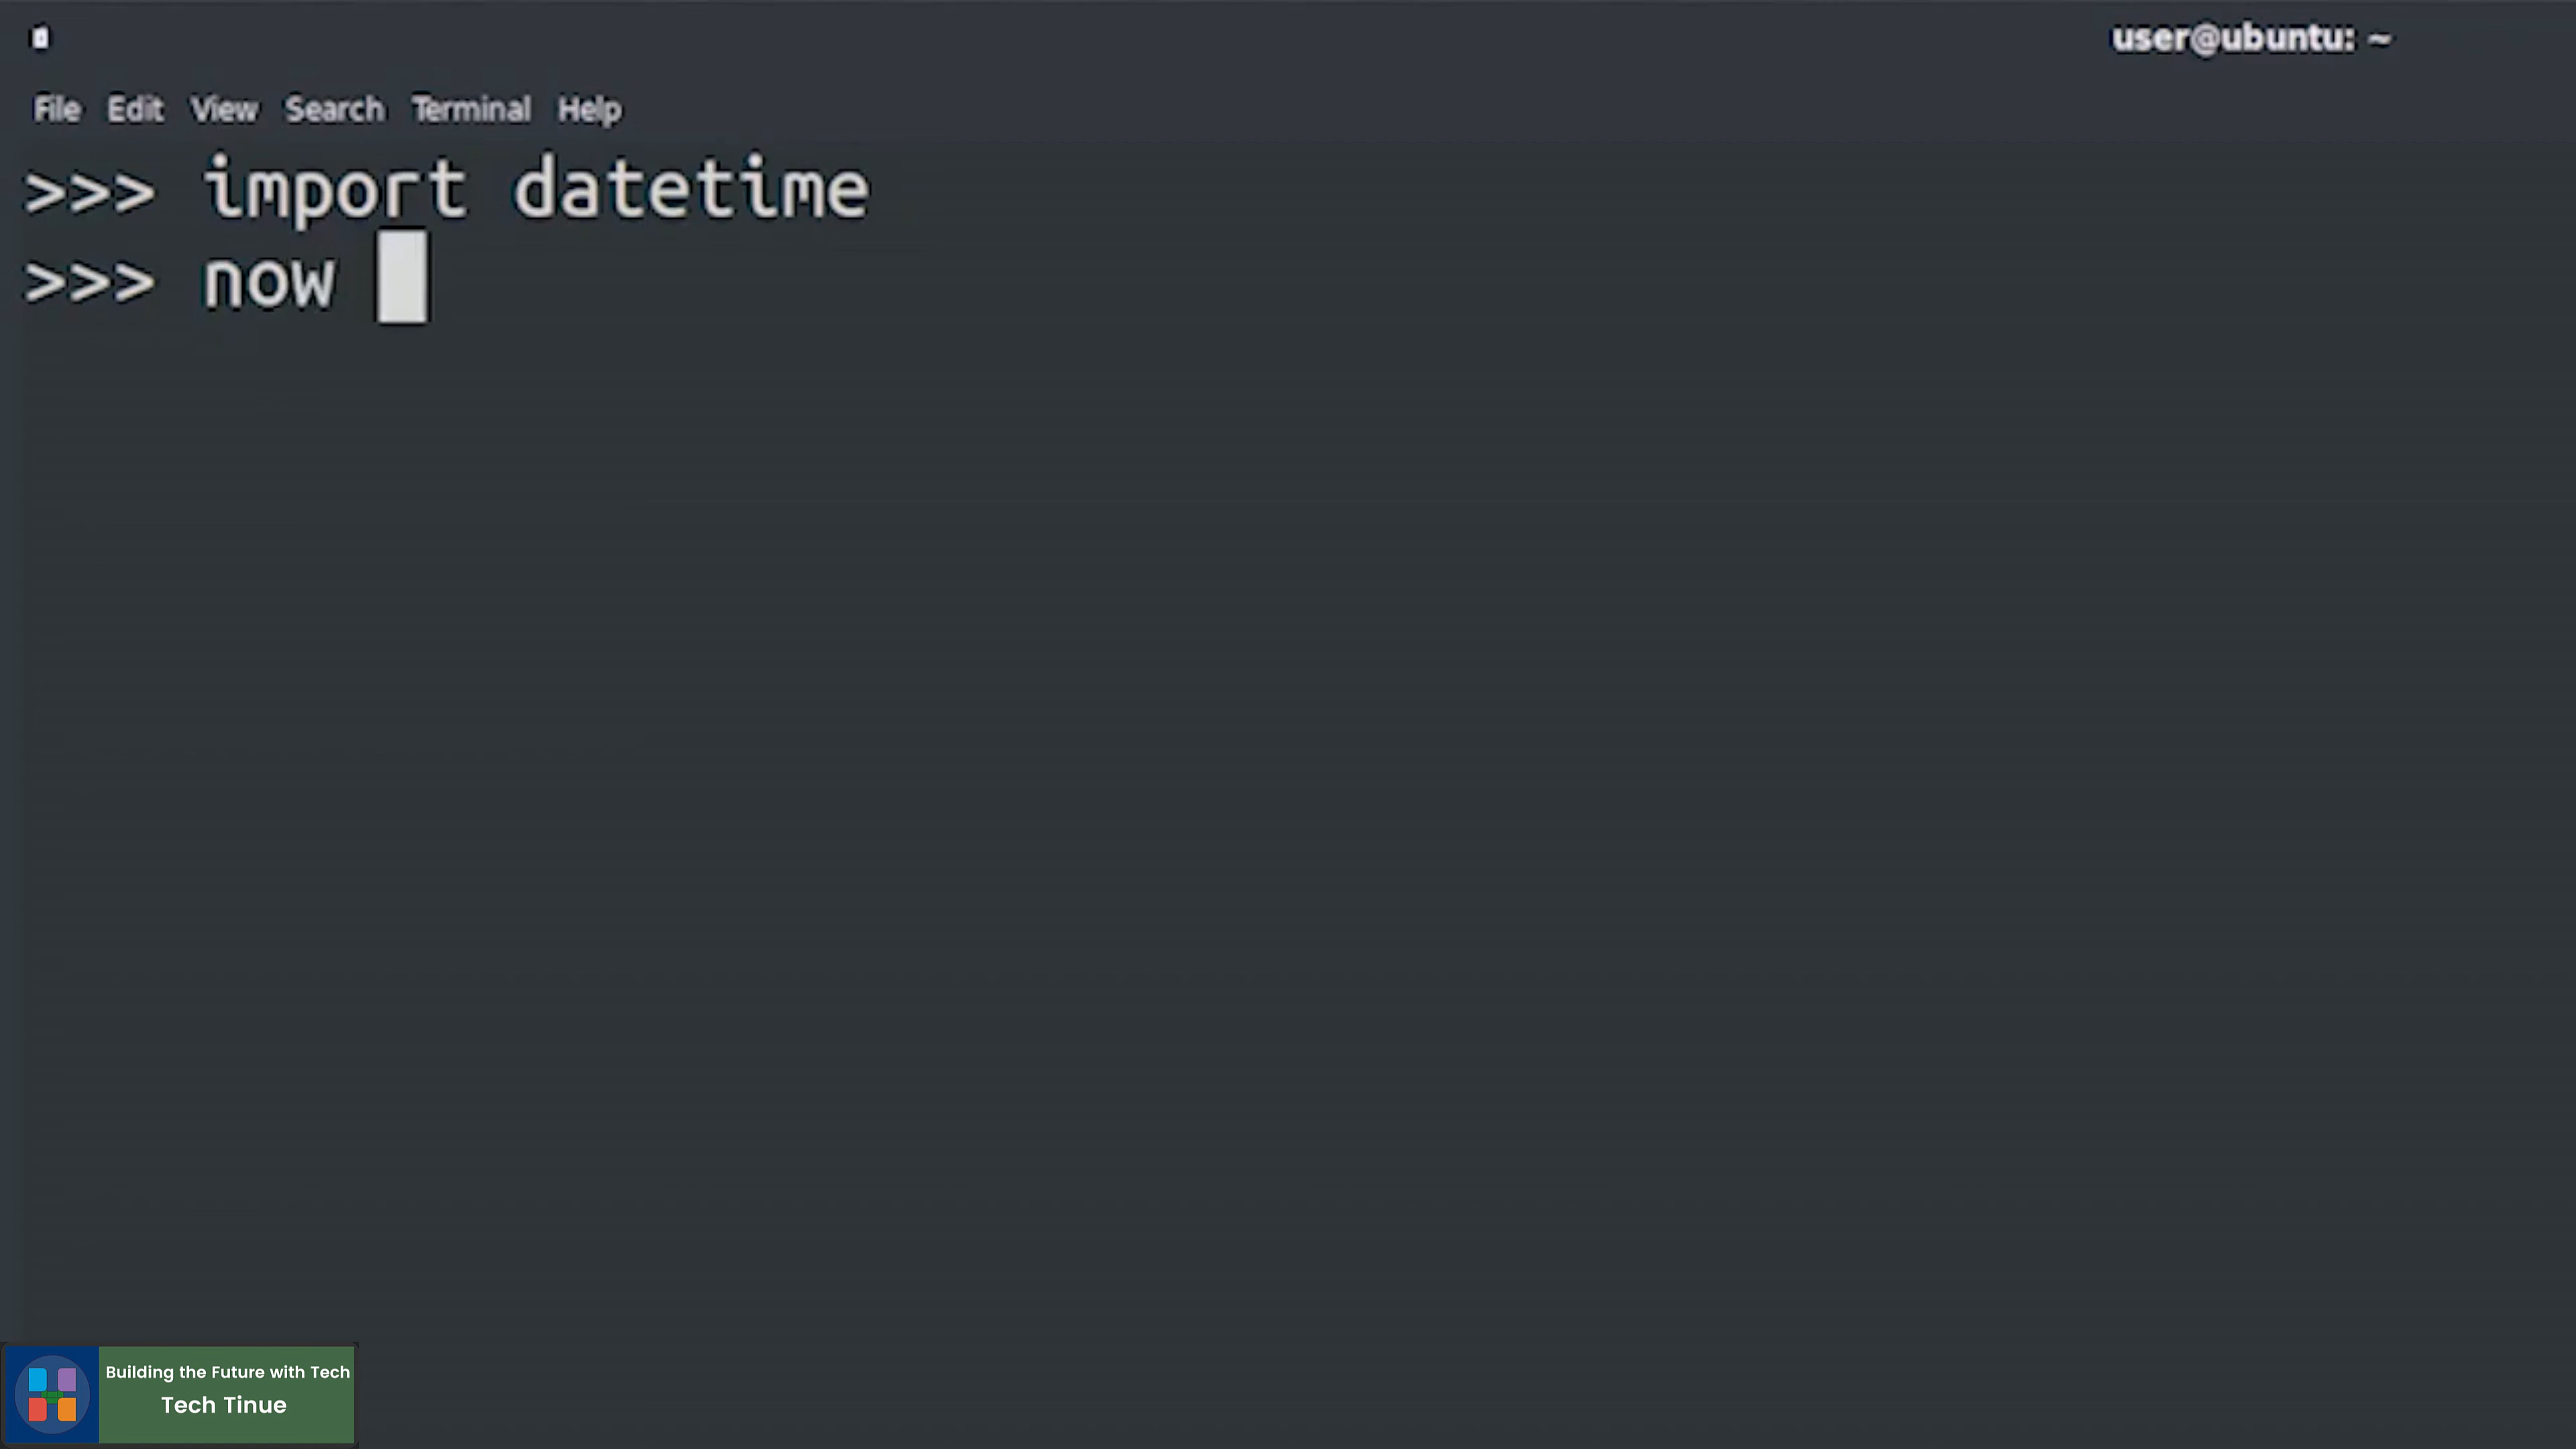 user@ubuntu: ~
File Edit View Search Terminal Help
>>> import datetime
>>> now
Building the Future with Tech
Tech Tinue